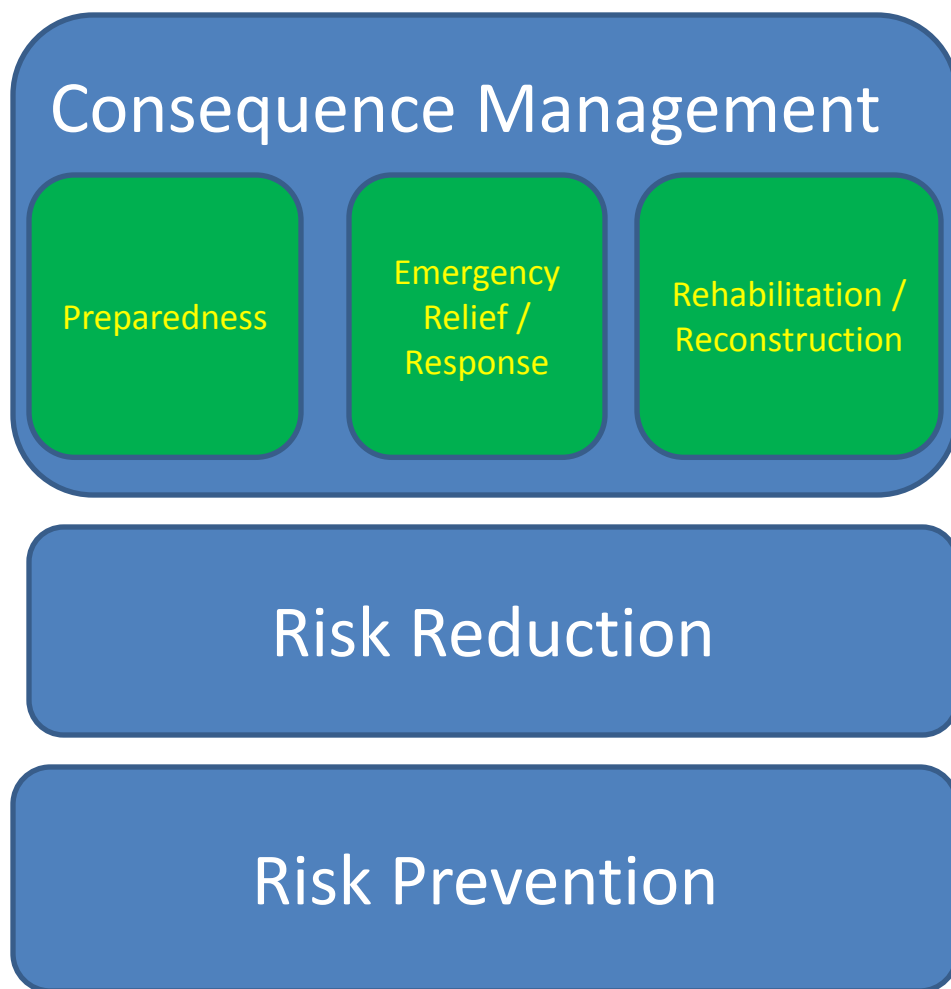 Consequence Management
Preparedness
Emergency
Relief /
Response
Rehabilitation /
Reconstruction
Risk Reduction
Risk Prevention